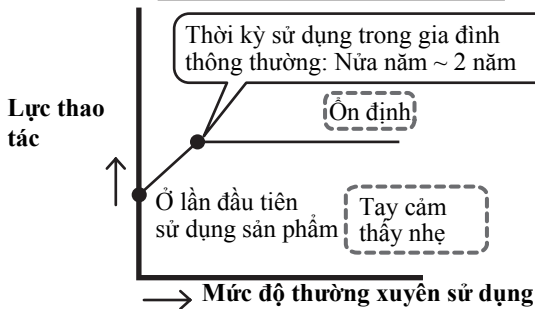 Thời kỳ sử dụng trong gia đình
thông thường: Nửa năm ~ 2 năm
Lực thao
tác
Ổn định
Ở lần đầu tiên
sử dụng sản phẩm
Tay cảm
thấy nhẹ
Mức độ thường xuyên sử dụng